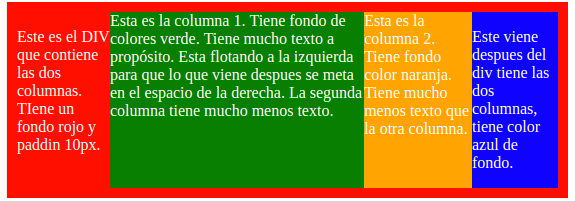 Este es el DIV
que contiene
las dos
columnas.
TIene un
fondo rojo y
paddin 10px.
Esta es la columna 1. Tiene fondo de
colores verde. Tiene mucho texto a
propósito. Esta flotando a la izquierda
para que lo que viene despues se meta
en el espacio de la derecha. La segunda
columna tiene mucho menos texto.
Esta es la
columna 2.
Tiene fondo
color naranja.
Tiene mucho
menos texto que
la otra columna.
Este viene
despues del
div tiene las
dos
columnas,
tiene color
azul de
fondo.